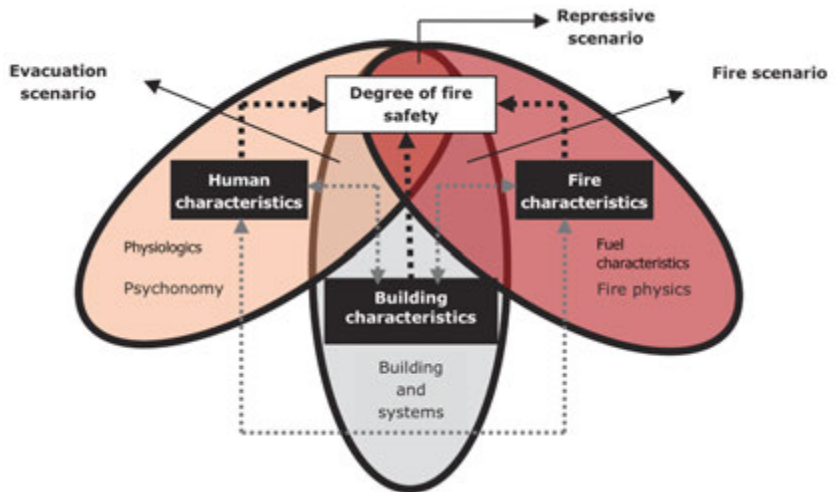 Repressive
scenario
Evacuation
scenario
Fire scenario
Degree of fire
safety
Human
characteristics
Fire
characteristics
Physiologics
Psychonomy
Fuel
characteristics
Fire physics
Building
characteristics
Building
and
systems